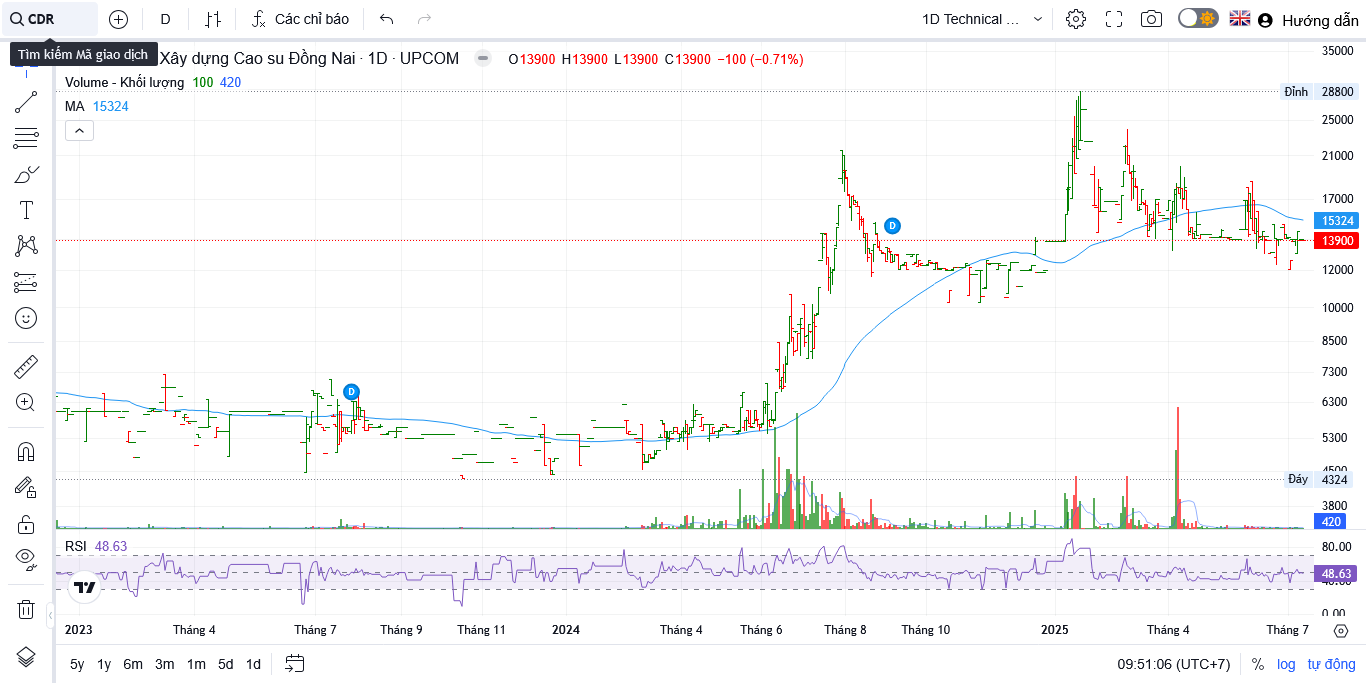 CDR
D
Các chỉ báo
1D Technical ...
Hướng dẫn
Tìm kiếm Mã giao dịch
Xây dựng Cao su Đồng Nai · 1D · UPCOM
O13900 H13900 L13900 C13900 −100 (−0.71%)
Volume - Khối lượng 100 420
MA 15324
35000
Đỉnh 28800
25000
21000
17000
15324
13900
12000
10000
8500
7300
6300
5300
4500
Đáy 4324
3800
420
D
D
RSI 48.63
80.00
48.63
40.00
0.00
2023 Tháng 4 Tháng 7 Tháng 9 Tháng 11 2024 Tháng 4 Tháng 6 Tháng 8 Tháng 10 2025 Tháng 4 Tháng 7
5y 1y 6m 3m 1m 5d 1d
09:51:06 (UTC+7) % log tự động